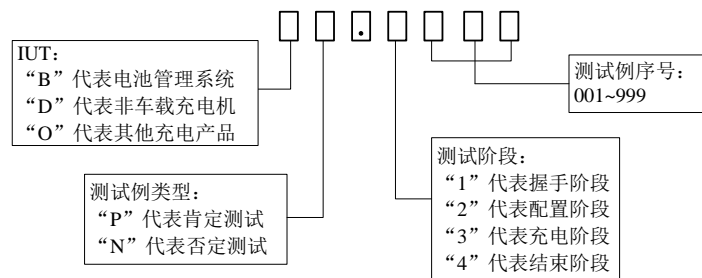 IUT：
“B”代表电池管理系统
“D”代表非车载充电机
“O”代表其他充电产品
测试例序号：
001~999
测试例类型：
“P”代表肯定测试
“N”代表否定测试
测试阶段：
“1”代表握手阶段
“2”代表配置阶段
“3”代表充电阶段
“4”代表结束阶段